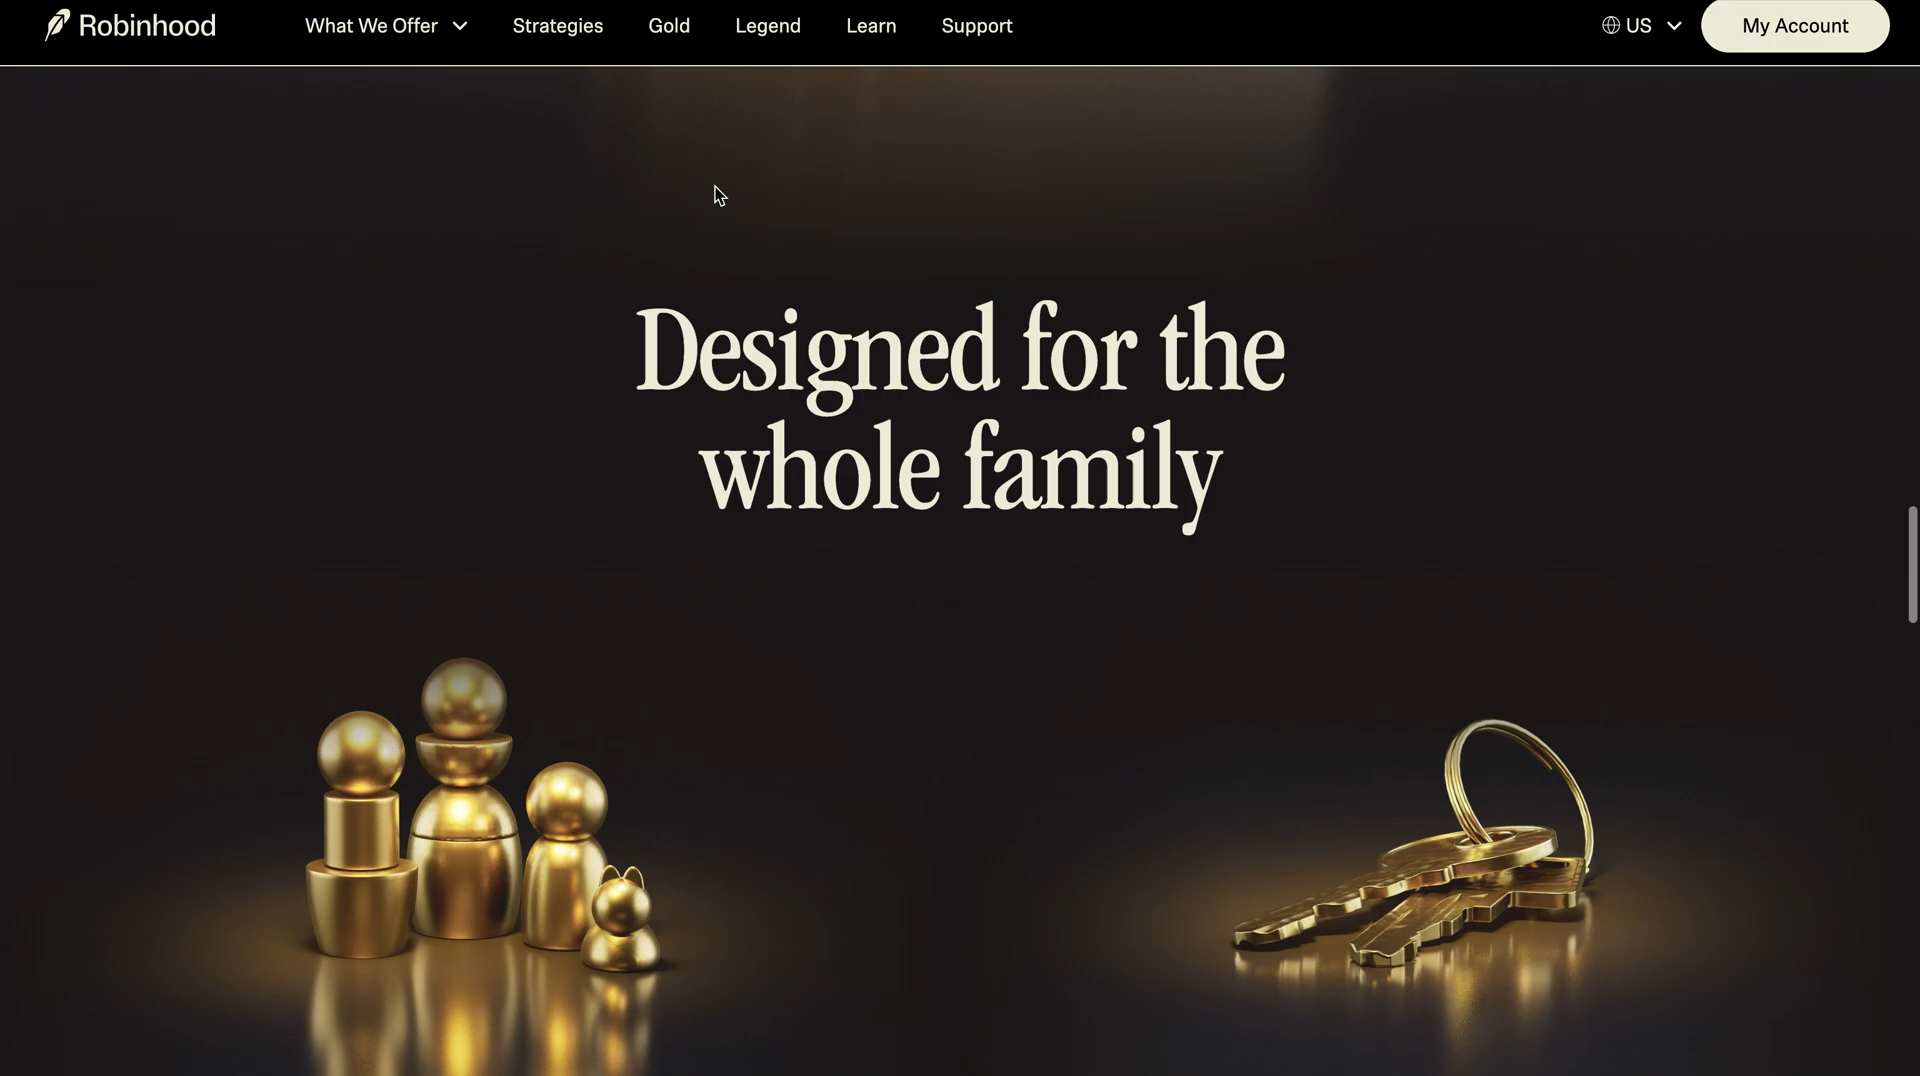 Robinhood
What We Offer
Strategies
Gold
Legend
Learn
Support
US
My Account
Designed for the
whole family